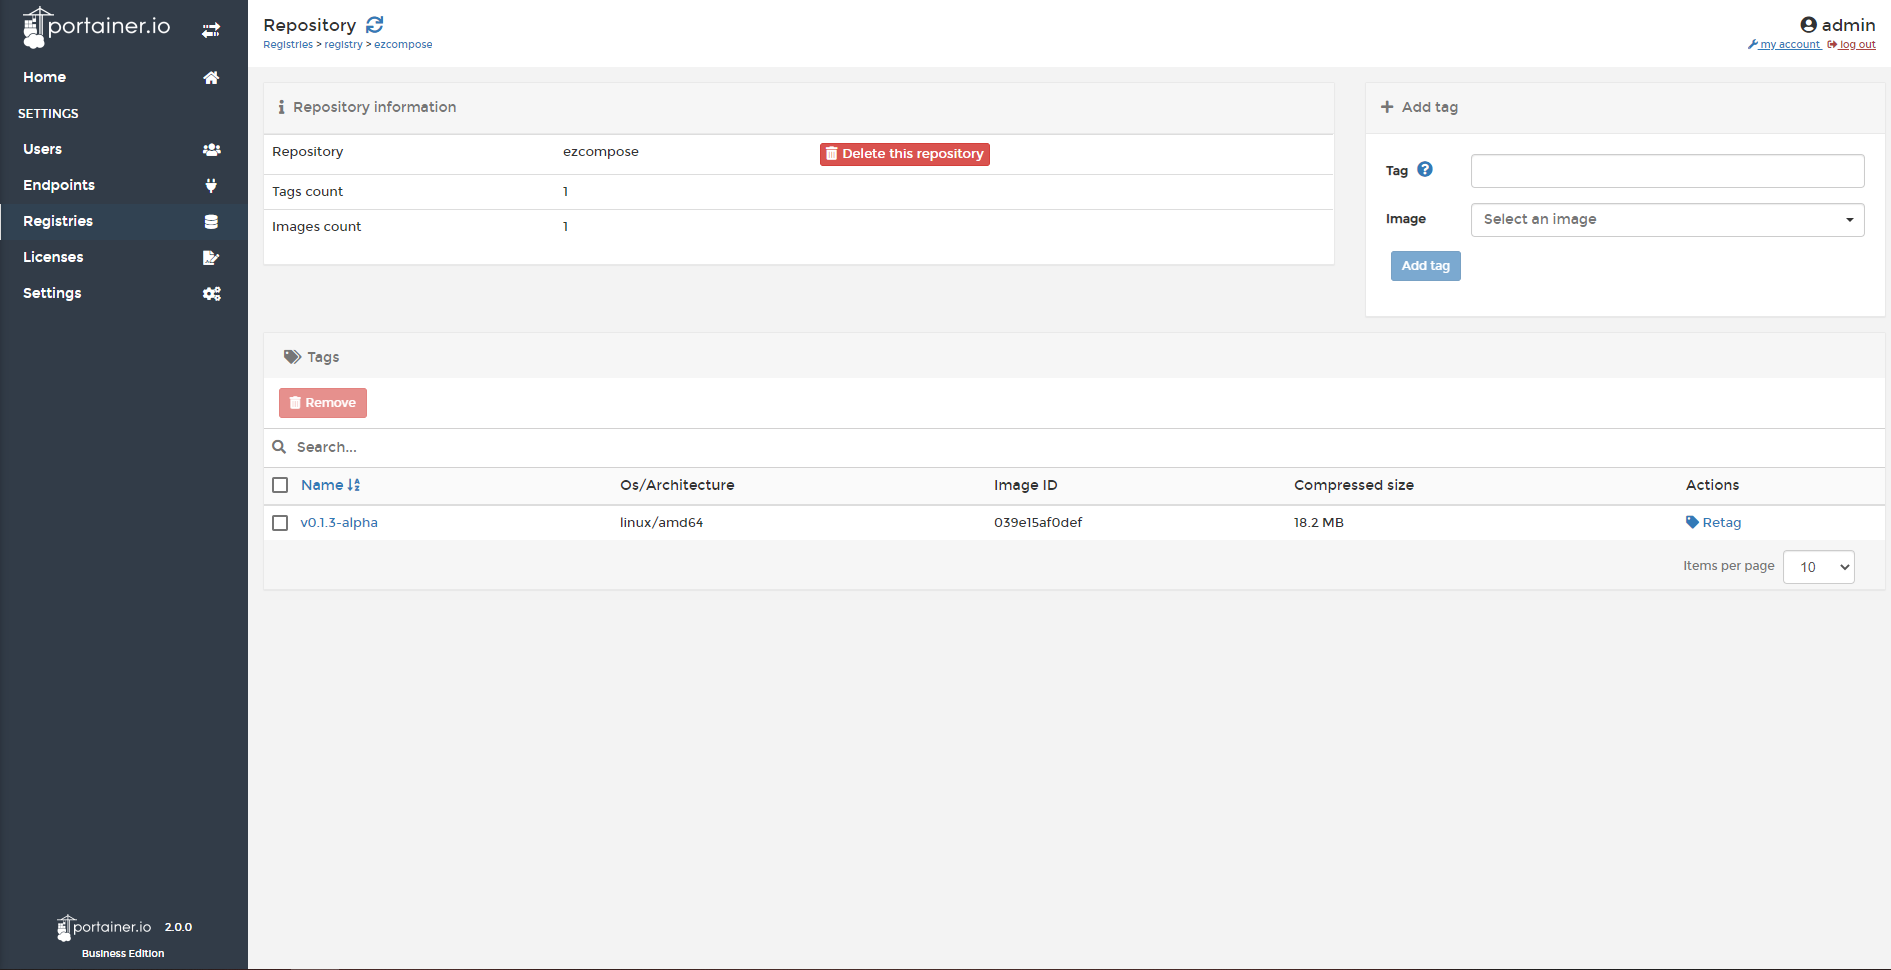 portainer.io
Home
SETTINGS
Users
Endpoints
Registries
Licenses
Settings
portainer.io 2.0.0
Business Edition
Repository
Registries > registry > ezcompose
admin
my account log out
Repository information
Repository ezcompose Delete this repository
Tags count 1
Images count 1
Add tag
Tag
Image Select an image
Add tag
Tags
Remove
Search...
Name Os/Architecture Image ID Compressed size Actions
v0.1.3-alpha linux/amd64 039e15af0def 18.2 MB Retag
Items per page 10